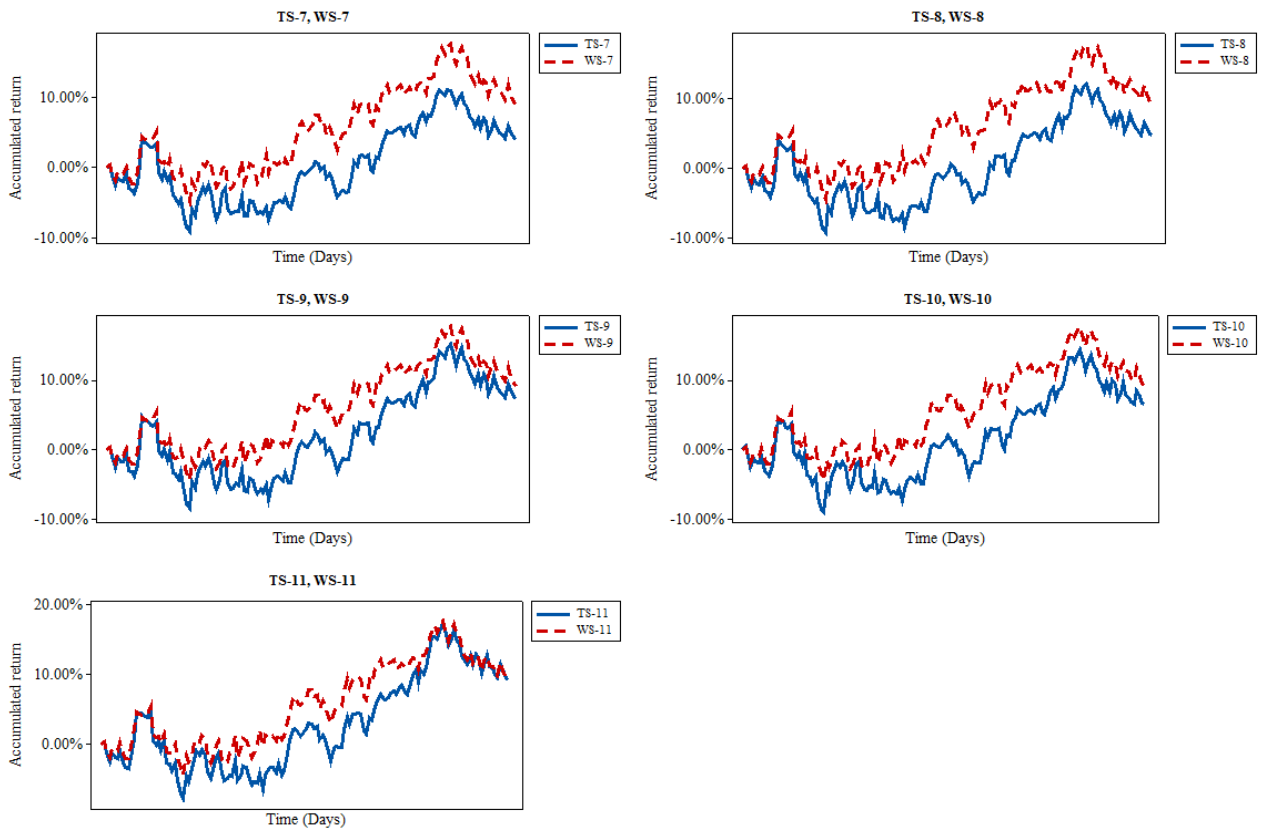 TS-7, WS-7
Accumulated return
10.00%
0.00%
-10.00%
Time (Days)
TS-7
WS-7
TS-8, WS-8
Accumulated return
10.00%
0.00%
-10.00%
Time (Days)
TS-8
WS-8
TS-9, WS-9
Accumulated return
10.00%
0.00%
-10.00%
Time (Days)
TS-9
WS-9
TS-10, WS-10
Accumulated return
10.00%
0.00%
-10.00%
Time (Days)
TS-10
WS-10
TS-11, WS-11
Accumulated return
20.00%
10.00%
0.00%
Time (Days)
TS-11
WS-11